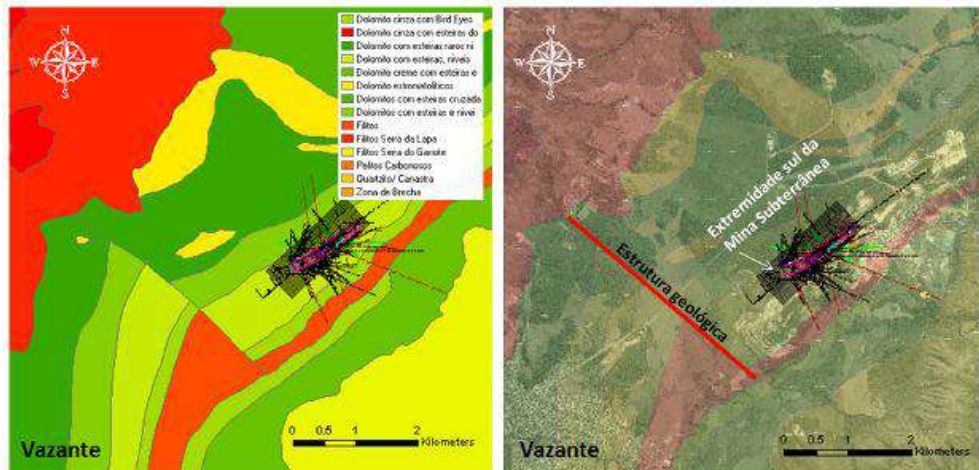 N
W E
S
Dolomito cinza com Bird Eyes
Dolomito cinza com esteiras do
Dolomito com esteiras raros ni
Dolomito com esteiras, niveis
Dolomito creme com esteiras e
Dolomito estromatolíticos
Dolomitos com esteiras cruzada
Dolomitos com esteiras e nivei
Filitos
Filitos Serra da Lapa
Filitos Serra do Garrote
Pelitos Carbonosos
Quartzito/ Canastra
Zona de Brecha
Vazante
0 0.5 1 2
Kilometers
N
W E
S
Extremidade sul da
Mina Subterrânea
Estrutura geológica
Vazante
0 0.5 1 2
Kilometers